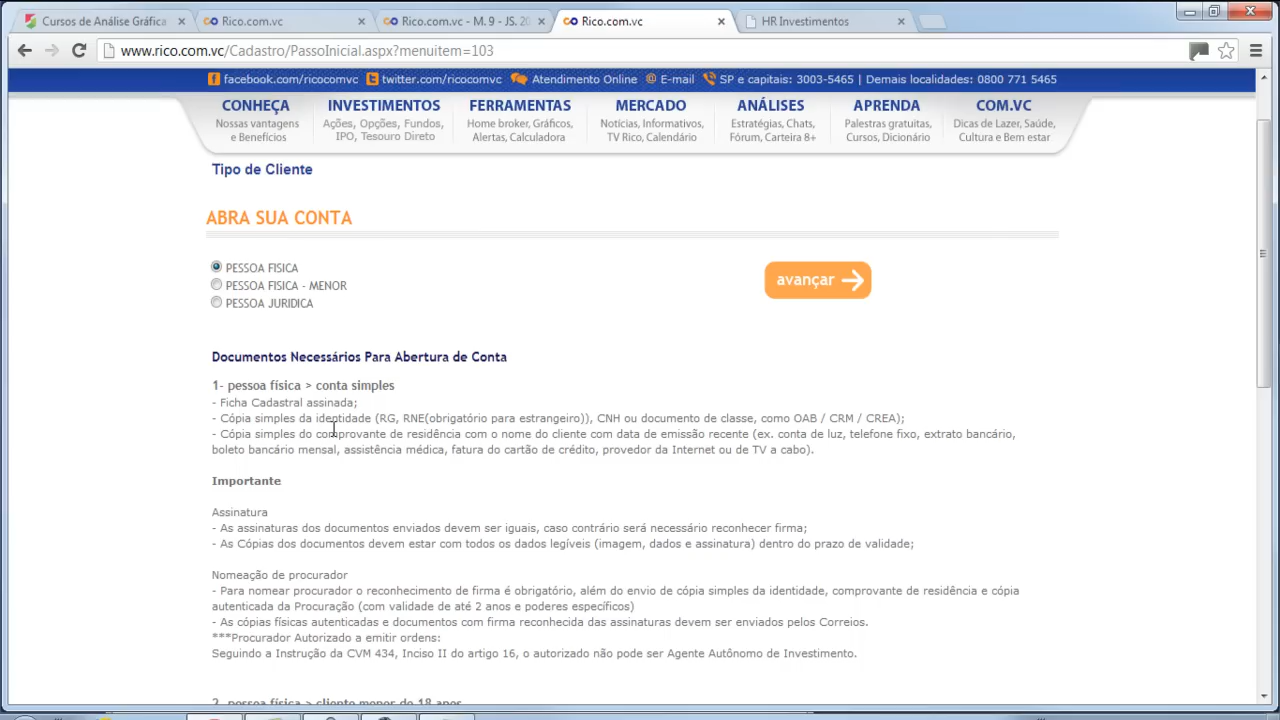 Cursos de Análise Gráfica
Rico.com.vc
Rico.com.vc - M. 9 - JS. 20
Rico.com.vc
HR Investimentos
www.rico.com.vc/Cadastro/PassoInicial.aspx?menuitem=103
facebook.com/ricocomvc twitter.com/ricocomvc Atendimento Online E-mail SP e capitais: 3003-5465 | Demais localidades: 0800 771 5465
CONHEÇA INVESTIMENTOS FERRAMENTAS MERCADO ANÁLISES APRENDA COM.VC
Nossas vantagens Ações, Opções, Fundos, Home broker, Gráficos, Notícias, Informativos, Estratégias, Chats, Palestras gratuitas, Dicas de Lazer, Saúde,
e Benefícios IPO, Tesouro Direto Alertas, Calculadora TV Rico, Calendário Fórum, Carteira 8+ Cursos, Dicionário Cultura e Bem estar
Tipo de Cliente
ABRA SUA CONTA
PESSOA FISICA
avançar
PESSOA FISICA - MENOR
PESSOA JURIDICA
Documentos Necessários Para Abertura de Conta
1- pessoa física > conta simples
- Ficha Cadastral assinada;
- Cópia simples da identidade (RG, RNE(obrigatório para estrangeiro)), CNH ou documento de classe, como OAB / CRM / CREA);
- Cópia simples do comprovante de residência com o nome do cliente com data de emissão recente (ex. conta de luz, telefone fixo, extrato bancário,
boleto bancário mensal, assistência médica, fatura do cartão de crédito, provedor da Internet ou de TV a cabo).
Importante
Assinatura
- As assinaturas dos documentos enviados devem ser iguais, caso contrário será necessário reconhecer firma;
- As Cópias dos documentos devem estar com todos os dados legíveis (imagem, dados e assinatura) dentro do prazo de validade;
Nomeação de procurador
- Para nomear procurador o reconhecimento de firma é obrigatório, além do envio de cópia simples da identidade, comprovante de residência e cópia
autenticada da Procuração (com validade de até 2 anos e poderes específicos)
- As cópias físicas autenticadas e documentos com firma reconhecida das assinaturas devem ser enviados pelos Correios.
***Procurador Autorizado a emitir ordens:
Seguindo a Instrução da CVM 434, Inciso II do artigo 16, o autorizado não pode ser Agente Autônomo de Investimento.
2- pessoa física > cliente menor de 18 anos